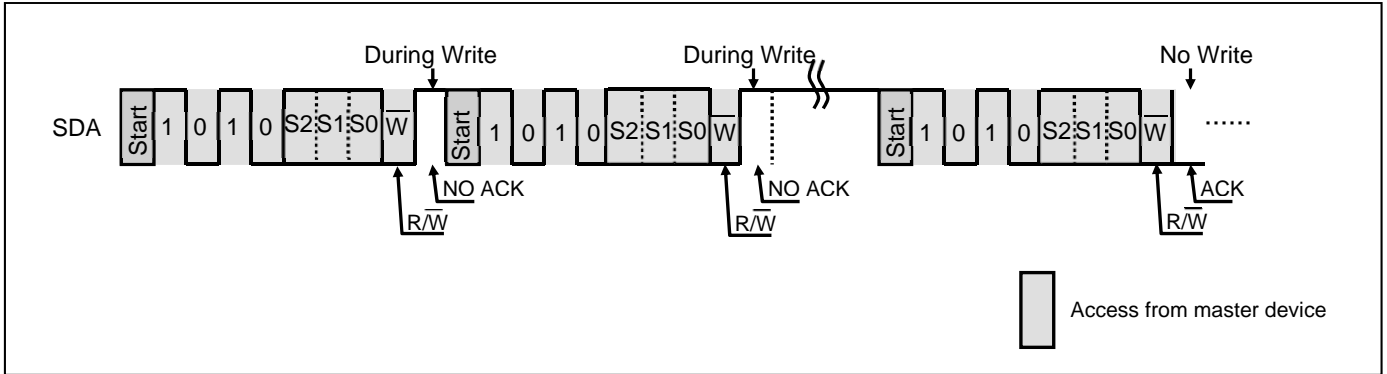 During Write During Write No Write
SDA Start 1 0 1 0 S2 S1 S0 W̅ Start 1 0 1 0 S2 S1 S0 W̅ Start 1 0 1 0 S2 S1 S0 W̅ ......
NO ACK NO ACK ACK
R/W̅ R/W̅ R/W̅
Access from master device